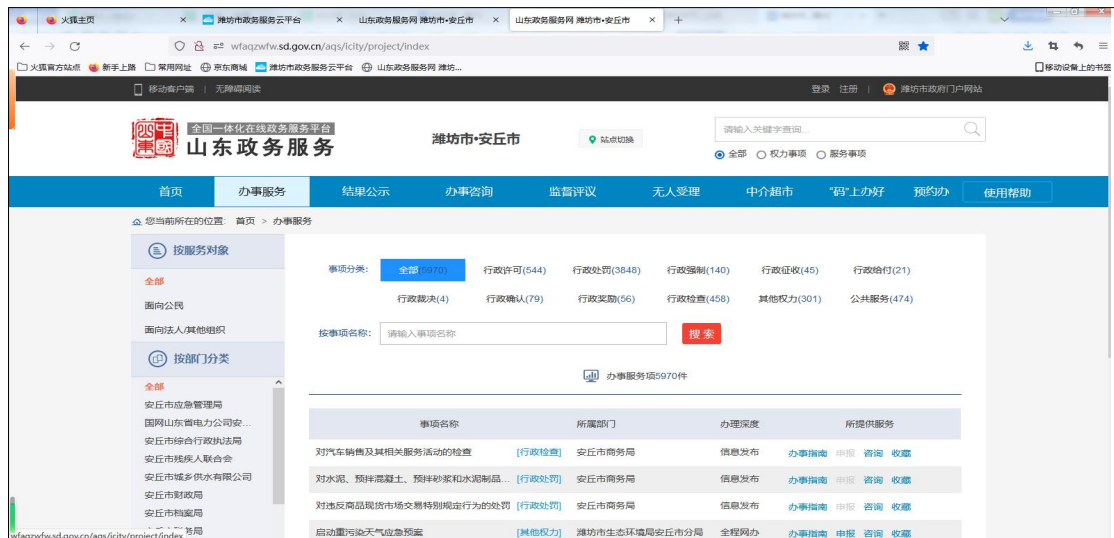 火狐主页 × 潍坊市政务服务云平台 × 山东政务服务网 潍坊市•安丘市 × 山东政务服务网 潍坊市•安丘市 × +
wfaqzwfw.sd.gov.cn/aqs/icity/project/index
火狐官方站点 新手上路 常用网址 京东商城 潍坊市政务服务云平台 山东政务服务网 潍坊... 移动设备上的书签
移动客户端 | 无障碍阅读 登录 注册 | 潍坊市政府门户网站
全国一体化在线政务服务平台
山东政务服务
潍坊市•安丘市 站点切换
请输入关键字查询...
全部 权力事项 服务事项
首页 办事服务 结果公示 办事咨询 监督评议 无人受理 中介超市 “码”上办好 预约办 使用帮助
您当前所在的位置: 首页 > 办事服务
按服务对象
全部
面向公民
面向法人/其他组织
按部门分类
全部
安丘市应急管理局
国网山东省电力公司安...
安丘市综合行政执法局
安丘市残疾人联合会
安丘市城乡供水有限公司
安丘市财政局
安丘市档案局
务局
事项分类: 全部(5970) 行政许可(544) 行政处罚(3848) 行政强制(140) 行政征收(45) 行政给付(21)
行政裁决(4) 行政确认(79) 行政奖励(56) 行政检查(458) 其他权力(301) 公共服务(474)
按事项名称: 请输入事项名称 搜 索
办事服务项5970件
事项名称 所属部门 办理深度 所提供服务
对汽车销售及其相关服务活动的检查 [行政检查] 安丘市商务局 信息发布 办事指南 申报 咨询 收藏
对水泥、预拌混凝土、预拌砂浆和水泥制品... [行政处罚] 安丘市商务局 信息发布 办事指南 申报 咨询 收藏
对违反商品现货市场交易特别规定行为的处罚 [行政处罚] 安丘市商务局 信息发布 办事指南 申报 咨询 收藏
启动重污染天气应急预案 [其他权力] 潍坊市生态环境局安丘市分局 全程网办 办事指南 申报 咨询 收藏
wfaqzwfw.sd.gov.cn/aqs/icity/project/index